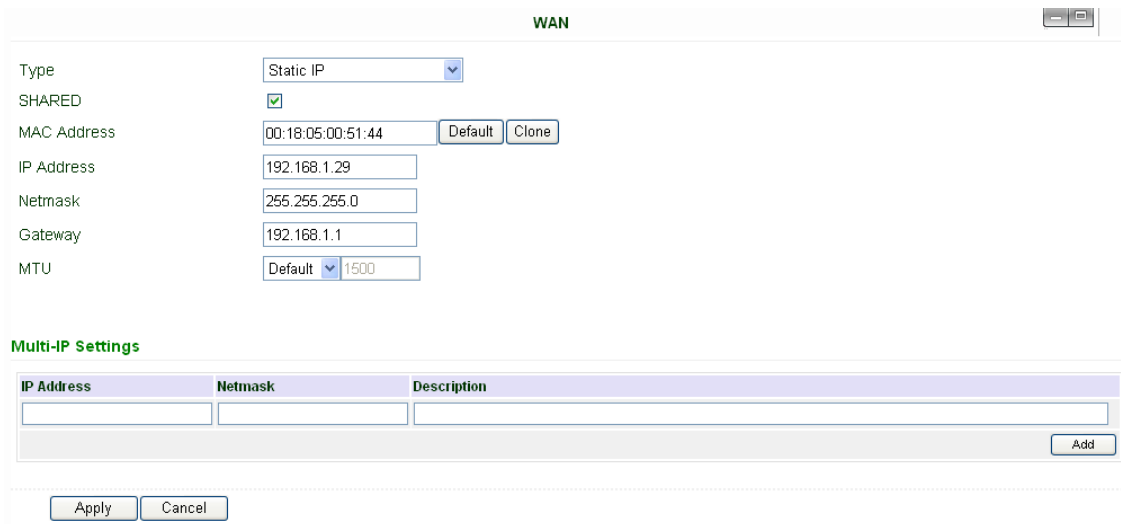 WAN
Type Static IP
SHARED
MAC Address 00:18:05:00:51:44 Default Clone
IP Address 192.168.1.29
Netmask 255.255.255.0
Gateway 192.168.1.1
MTU Default 1500
Multi-IP Settings
IP Address Netmask Description
Add
Apply Cancel